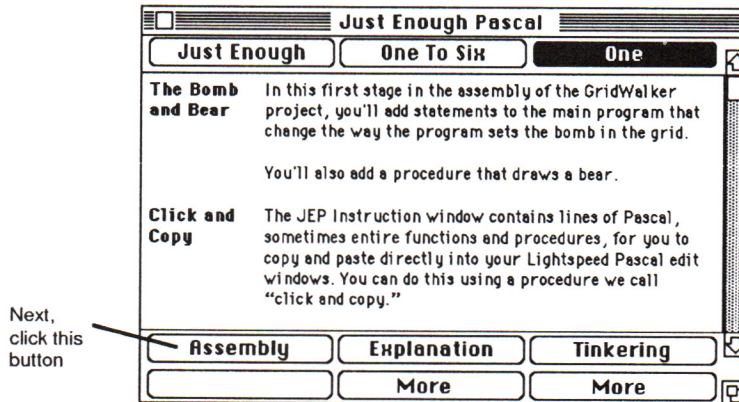 Just Enough Pascal
Just Enough
One To Six
One
The Bomb and Bear
In this first stage in the assembly of the GridWalker
project, you'll add statements to the main program that
change the way the program sets the bomb in the grid.
You'll also add a procedure that draws a bear.
Click and Copy
The JEP Instruction window contains lines of Pascal,
sometimes entire functions and procedures, for you to
copy and paste directly into your Lightspeed Pascal edit
windows. You can do this using a procedure we call
“click and copy.”
Next,
click this
button
Assembly
Explanation
Tinkering
More
More